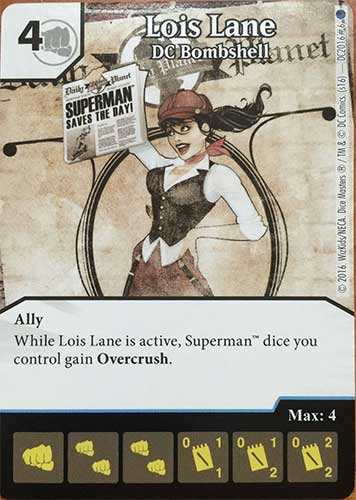 4
Lois Lane
DC Bombshell
Daily Planet
SUPERMAN
SAVES THE DAY!
Planet
Ally
While Lois Lane is active, Superman™ dice you
control gain Overcrush.
Max: 4
0 1 1
0 1 2
0 2 2
© 2016 WizKids/NECA Dice Masters ® / TM & © DC Comics. (s16) — DC2016#